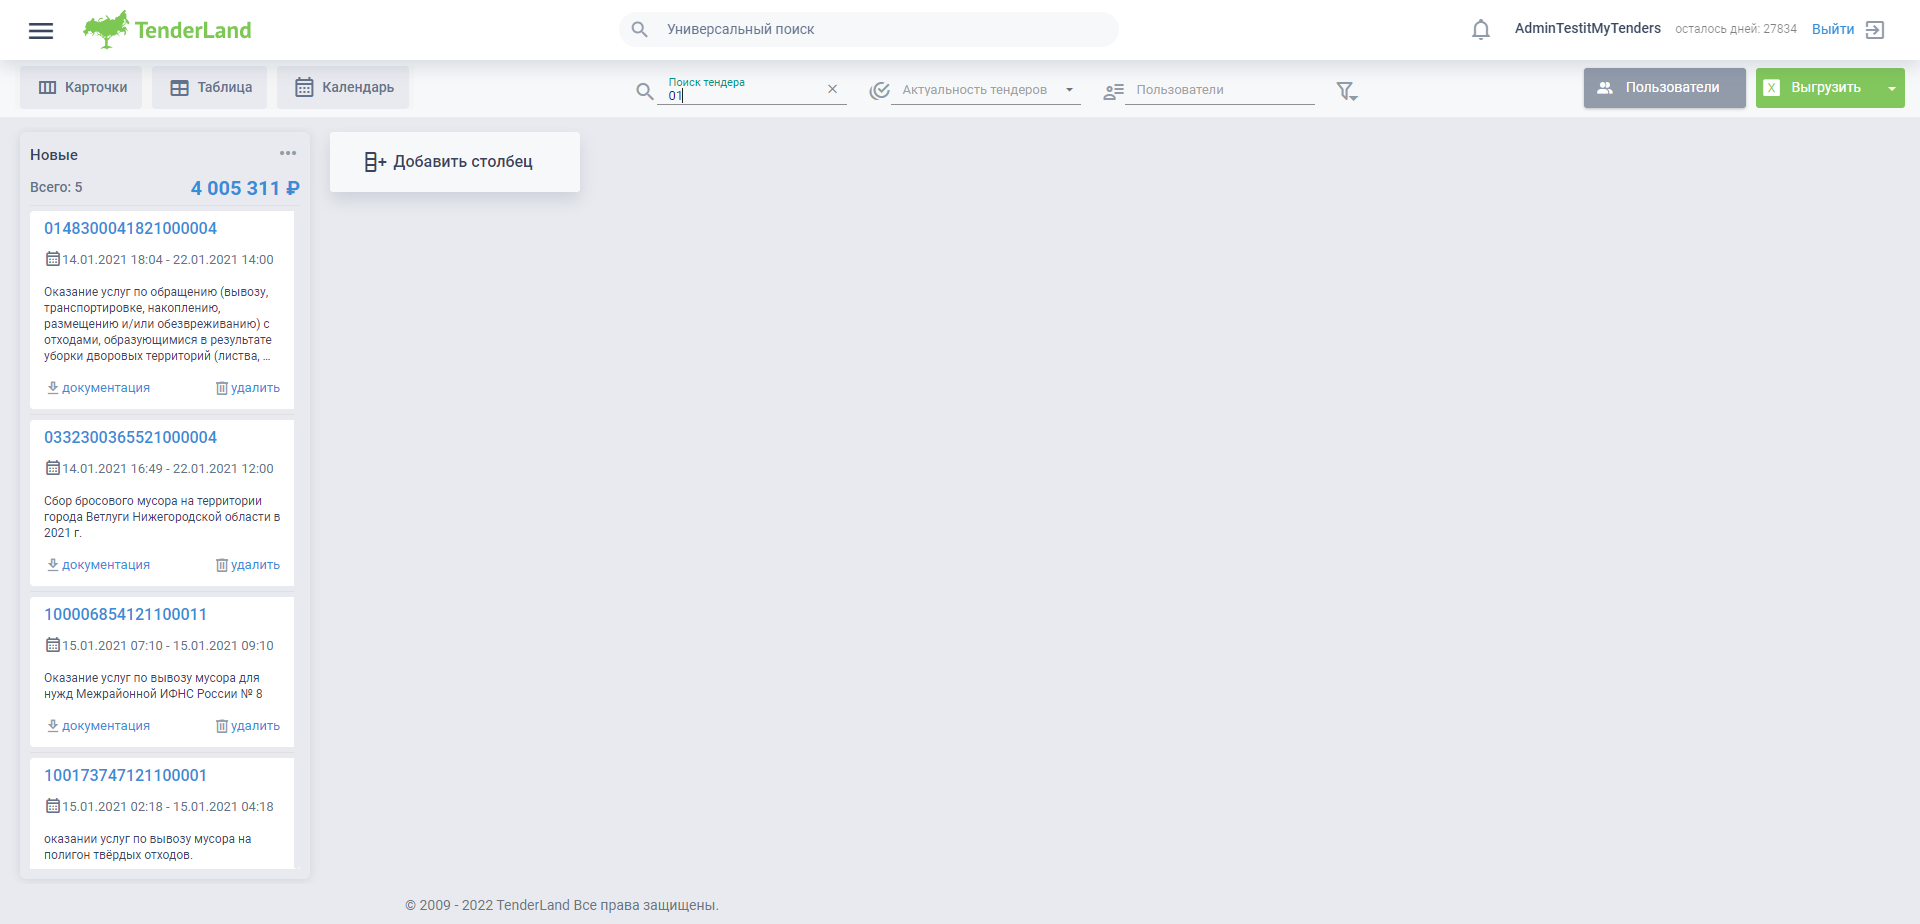 TenderLand
Универсальный поиск
AdminTestitMyTenders
осталось дней: 27834
Выйти
Карточки
Таблица
Календарь
Поиск тендера
01
Актуальность тендеров
Пользователи
Пользователи
X
Выгрузить
Новые
Всего: 5
4 005 311 ₽
Добавить столбец
0148300041821000004
14.01.2021 18:04 - 22.01.2021 14:00
Оказание услуг по обращению (вывозу,
транспортировке, накоплению,
размещению и/или обезвреживанию) с
отходами, образующимися в результате
уборки дворовых территорий (листва, ...
документация
удалить
0332300365521000004
14.01.2021 16:49 - 22.01.2021 12:00
Сбор бросового мусора на территории
города Ветлуги Нижегородской области в
2021 г.
документация
удалить
100006854121100011
15.01.2021 07:10 - 15.01.2021 09:10
Оказание услуг по вывозу мусора для
нужд Межрайонной ИФНС России № 8
документация
удалить
100173747121100001
15.01.2021 02:18 - 15.01.2021 04:18
оказании услуг по вывозу мусора на
полигон твёрдых отходов.
© 2009 - 2022 TenderLand Все права защищены.